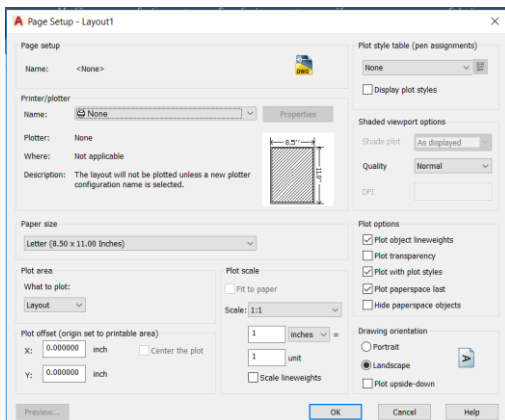 Page Setup - Layout1
Page setup
Name: <None>
DWG
Printer/plotter
Name: None
Properties
Plotter: None
Where: Not applicable
Description: The layout will not be plotted unless a new plotter
configuration name is selected.
8.5''
11.0''
Paper size
Letter (8.50 x 11.00 Inches)
Plot area
What to plot:
Layout
Plot offset (origin set to printable area)
X: 0.000000 inch
Center the plot
Y: 0.000000 inch
Plot scale
Fit to paper
Scale: 1:1
1 inches =
1 unit
Scale lineweights
Plot style table (pen assignments)
None
Display plot styles
Shaded viewport options
Shade plot As displayed
Quality Normal
DPI
Plot options
Plot object lineweights
Plot transparency
Plot with plot styles
Plot paperspace last
Hide paperspace objects
Drawing orientation
Portrait
Landscape
A
Plot upside-down
Preview...
OK
Cancel
Help